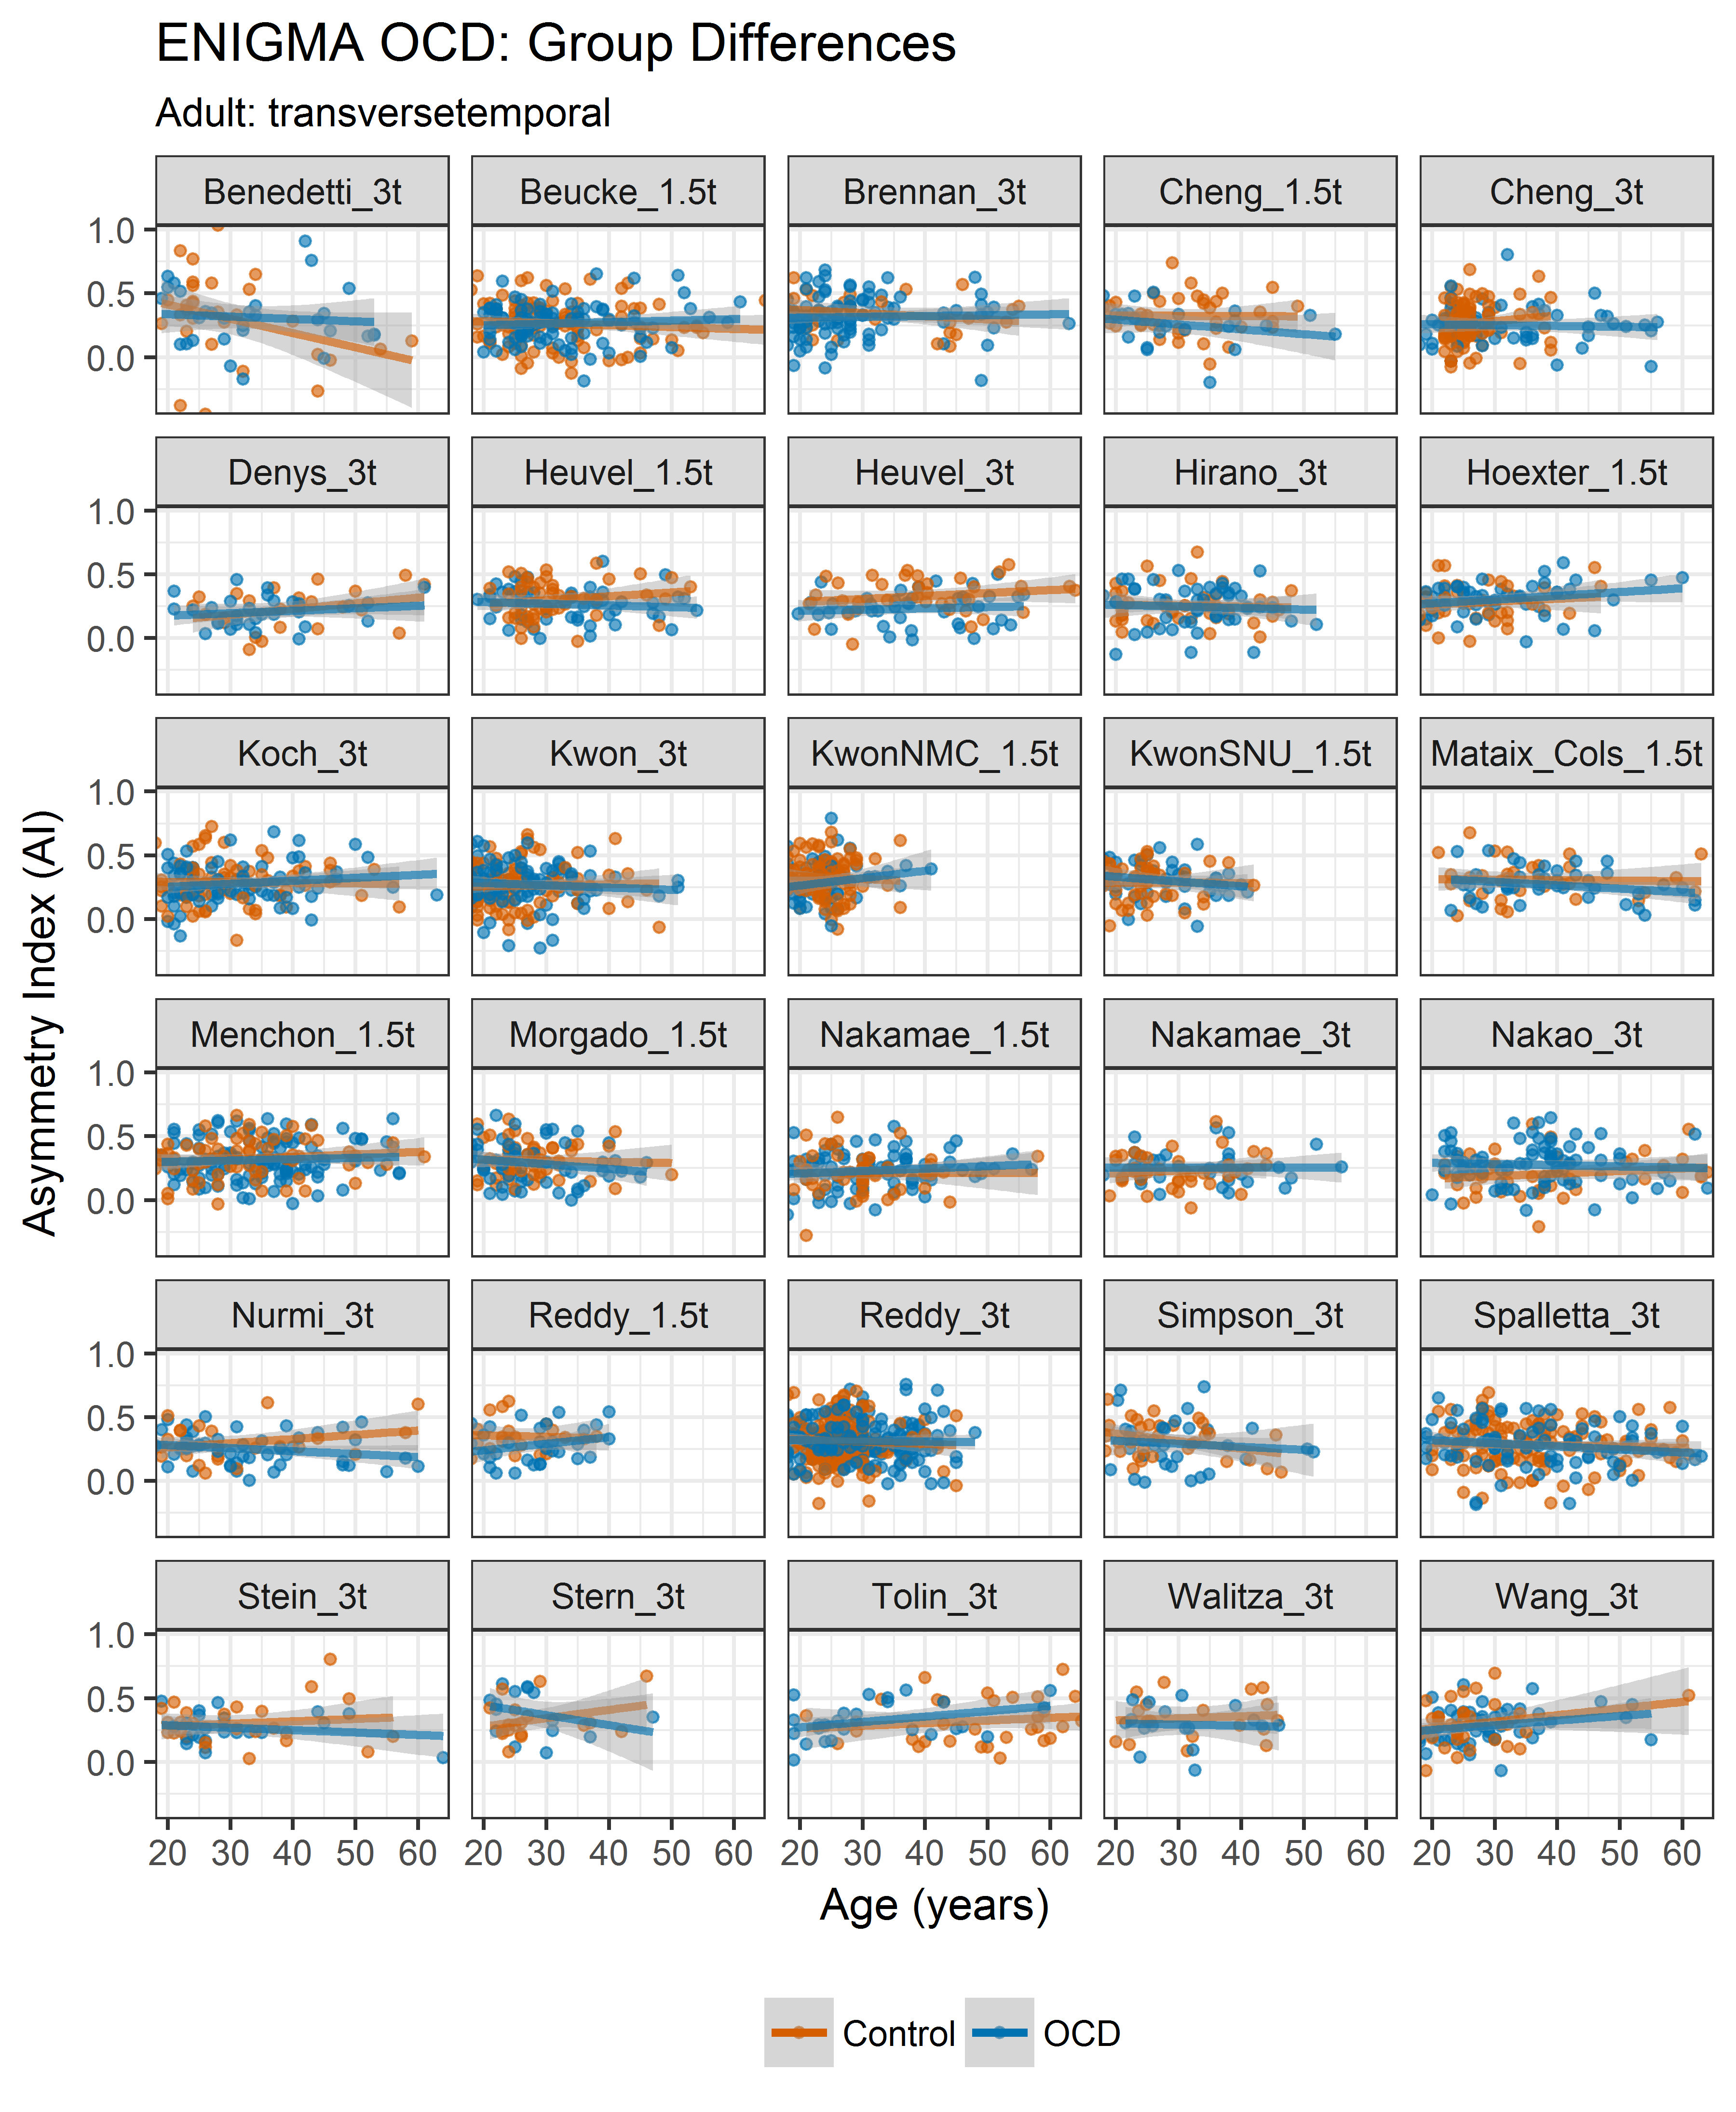 ENIGMA OCD: Group Differences
Adult: transversetemporal
Benedetti_3t Beucke_1.5t Brennan_3t Cheng_1.5t Cheng_3t
1.0
0.5
0.0
Denys_3t Heuvel_1.5t Heuvel_3t Hirano_3t Hoexter_1.5t
1.0
0.5
0.0
Koch_3t Kwon_3t KwonNMC_1.5t KwonSNU_1.5t Mataix_Cols_1.5t
1.0
0.5
0.0
Menchon_1.5t Morgado_1.5t Nakamae_1.5t Nakamae_3t Nakao_3t
1.0
0.5
0.0
Nurmi_3t Reddy_1.5t Reddy_3t Simpson_3t Spalletta_3t
1.0
0.5
0.0
Stein_3t Stern_3t Tolin_3t Walitza_3t Wang_3t
1.0
0.5
0.0
20 30 40 50 60 20 30 40 50 60 20 30 40 50 60 20 30 40 50 60 20 30 40 50 60
Asymmetry Index (AI)
Age (years)
Control OCD